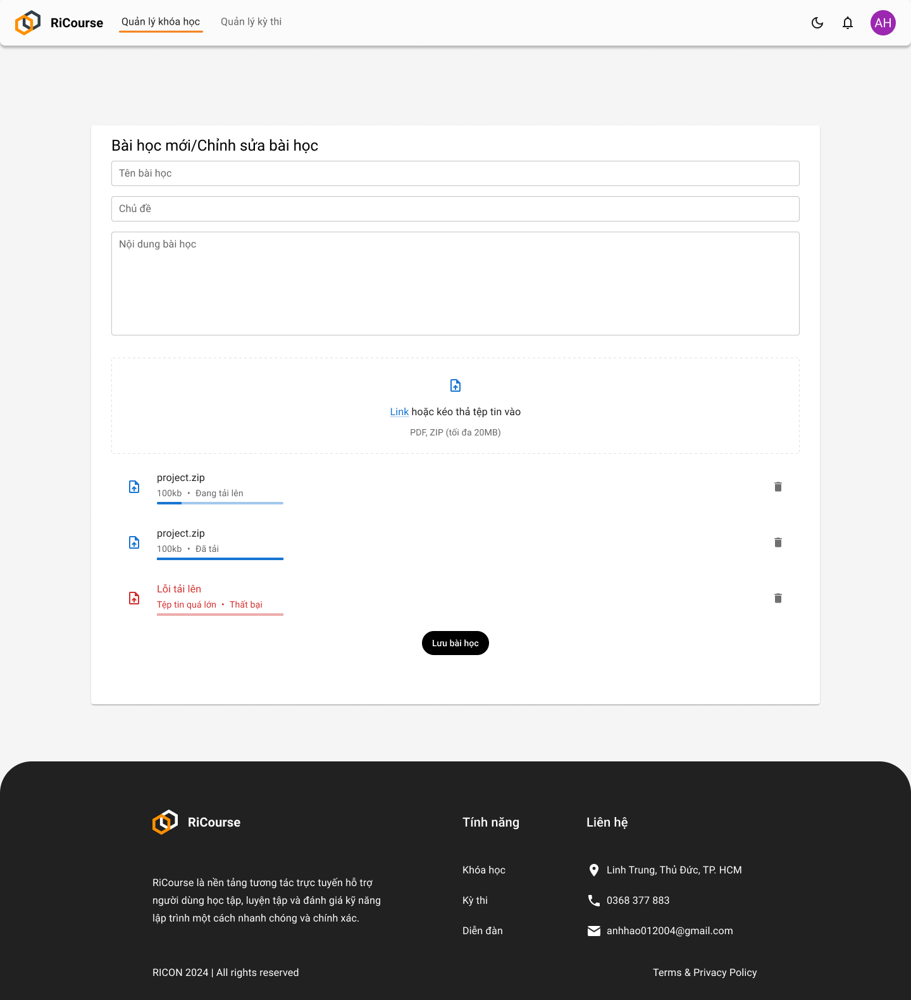 RiCourse
Quản lý khóa học
Quản lý kỳ thi
AH
Bài học mới/Chỉnh sửa bài học
Tên bài học
Chủ đề
Nội dung bài học
Link hoặc kéo thả tệp tin vào
PDF, ZIP (tối đa 20MB)
project.zip
100kb • Đang tải lên
project.zip
100kb • Đã tải
Lỗi tải lên
Tệp tin quá lớn • Thất bại
Lưu bài học
RiCourse
RiCourse là nền tảng tương tác trực tuyến hỗ trợ
người dùng học tập, luyện tập và đánh giá kỹ năng
lập trình một cách nhanh chóng và chính xác.
Tính năng
Khóa học
Kỳ thi
Diễn đàn
Liên hệ
Linh Trung, Thủ Đức, TP. HCM
0368 377 883
anhhao012004@gmail.com
RICON 2024 | All rights reserved
Terms & Privacy Policy